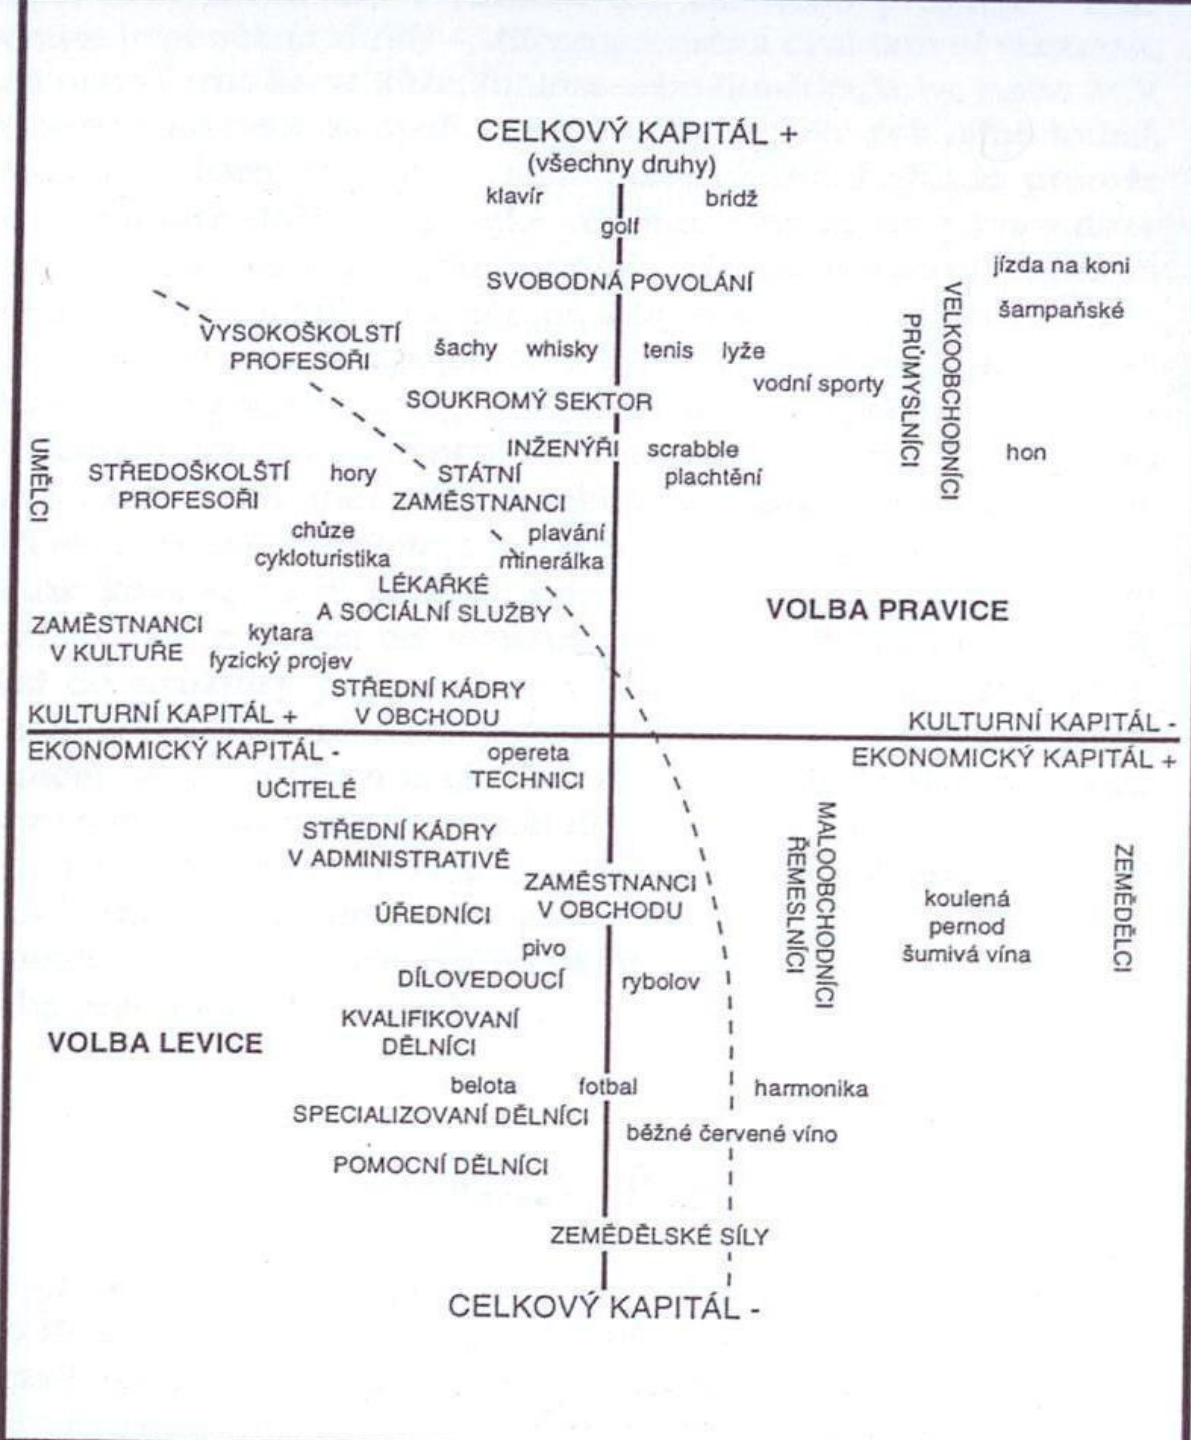 CELKOVÝ KAPITÁL +
(všechny druhy)
klavír
bridž
golf
jízda na koni
SVOBODNÁ POVOLÁNÍ
šampaňské
VELKOOBCHODNÍCI
PRŮMYSLNÍCI
VYSOKOŠKOLSTÍ
PROFESOŘI
šachy whisky tenis lyže
vodní sporty
SOUKROMÝ SEKTOR
UMĚLCI
INŽENÝŘI
scrabble
plachtění
hon
STŘEDOŠKOLŠTÍ
PROFESOŘI
hory
STÁTNÍ
ZAMĚSTNANCI
chůze
cykloturistika
plavání
minerálka
LÉKAŘKÉ
A SOCIÁLNÍ SLUŽBY
VOLBA PRAVICE
ZAMĚSTNANCI
V KULTUŘE
kytara
fyzický projev
STŘEDNÍ KÁDRY
V OBCHODU
KULTURNÍ KAPITÁL +
KULTURNÍ KAPITÁL -
EKONOMICKÝ KAPITÁL -
EKONOMICKÝ KAPITÁL +
opereta
TECHNICI
UČITELÉ
STŘEDNÍ KÁDRY
V ADMINISTRATIVĚ
MALOOBCHODNÍCI
ŘEMESLNÍCI
ZEMĚDĚLCI
ZAMĚSTNANCI
V OBCHODU
koulená
pernod
šumivá vína
ÚŘEDNÍCI
pivo
DÍLOVEDOUCÍ
rybolov
KVALIFIKOVANÍ
DĚLNÍCI
VOLBA LEVICE
belota
fotbal
harmonika
SPECIALIZOVANÍ DĚLNÍCI
běžné červené víno
POMOCNÍ DĚLNÍCI
ZEMĚDĚLSKÉ SÍLY
CELKOVÝ KAPITÁL -